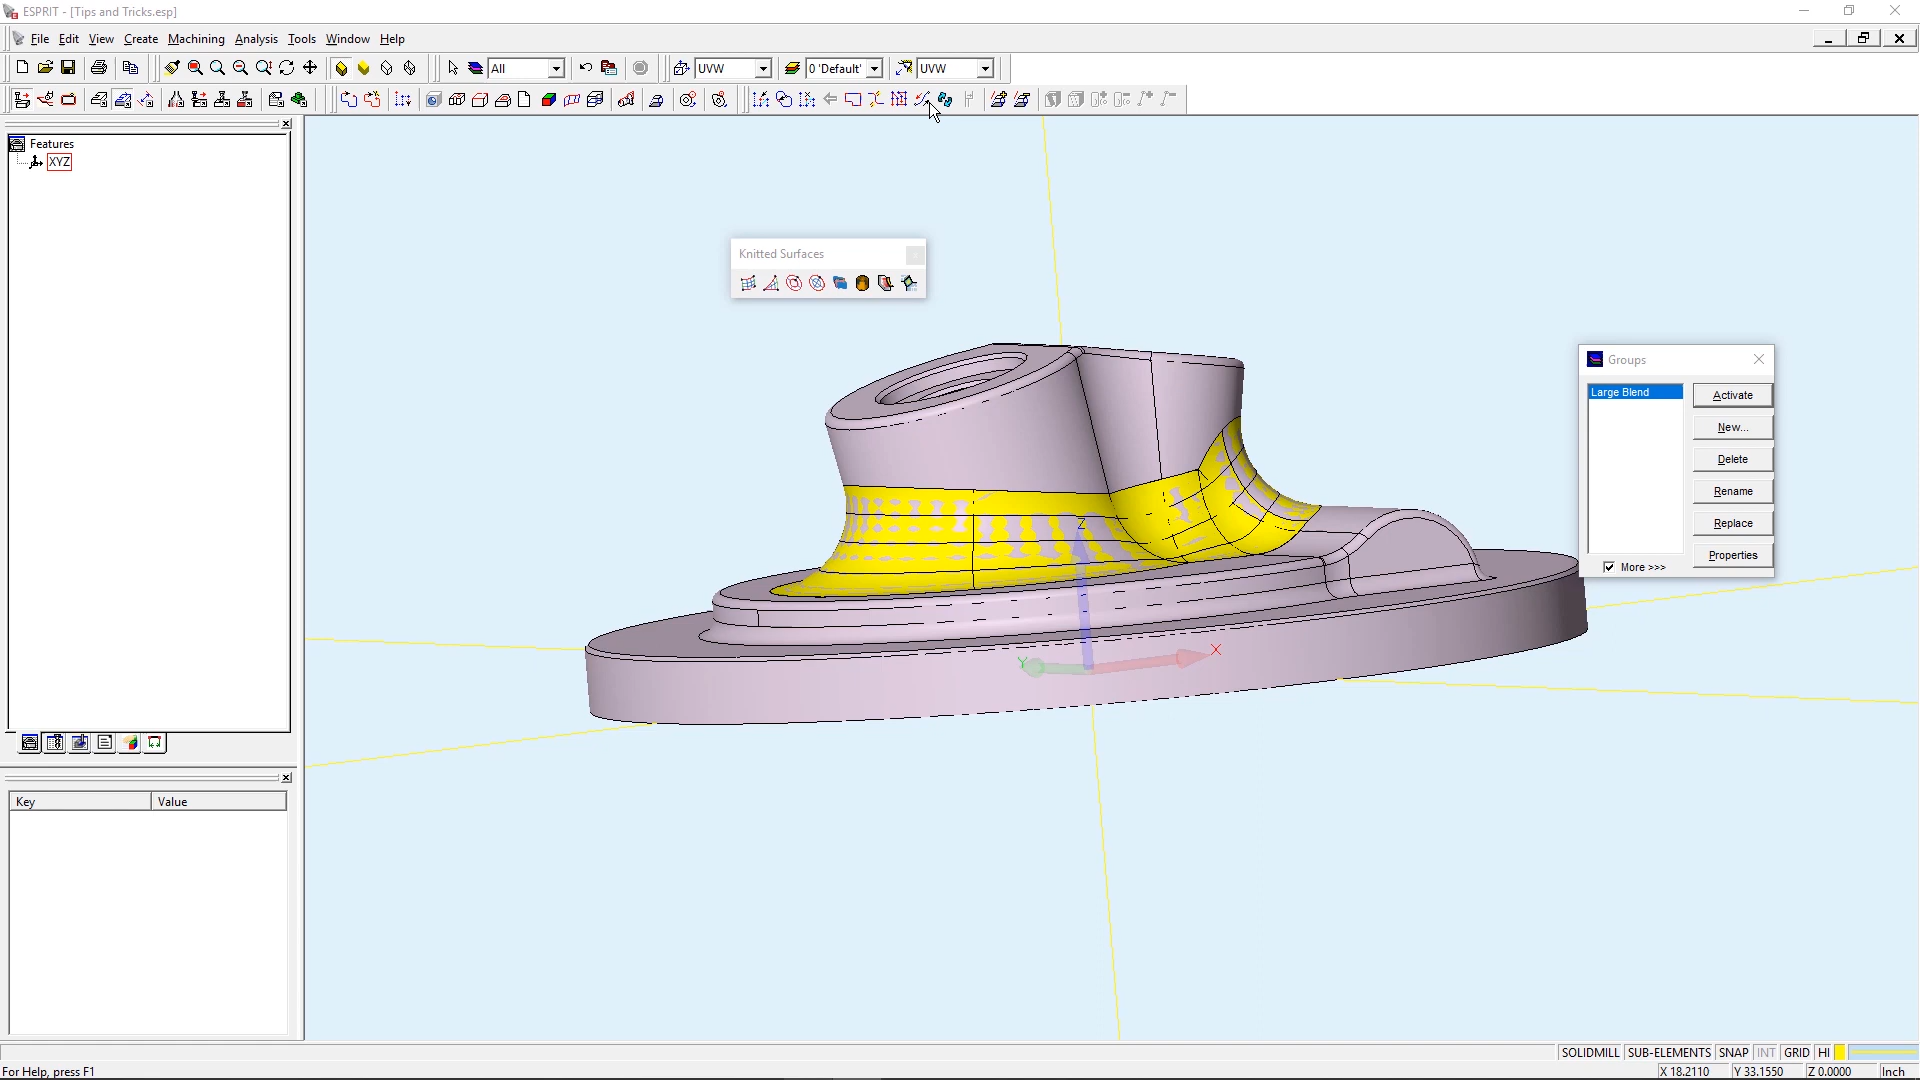 ESPRIT - [Tips and Tricks.esp]
File Edit View Create Machining Analysis Tools Window Help
All UVW 0 'Default' UVW
Features
XYZ
Knitted Surfaces
Groups
Large Blend
Activate
New...
Delete
Rename
Replace
Properties
More >>>
Z
Y
X
Key Value
SOLIDMILL SUB-ELEMENTS SNAP INT GRID HI
For Help, press F1
X 18.2110 Y 33.1550 Z 0.0000 Inch